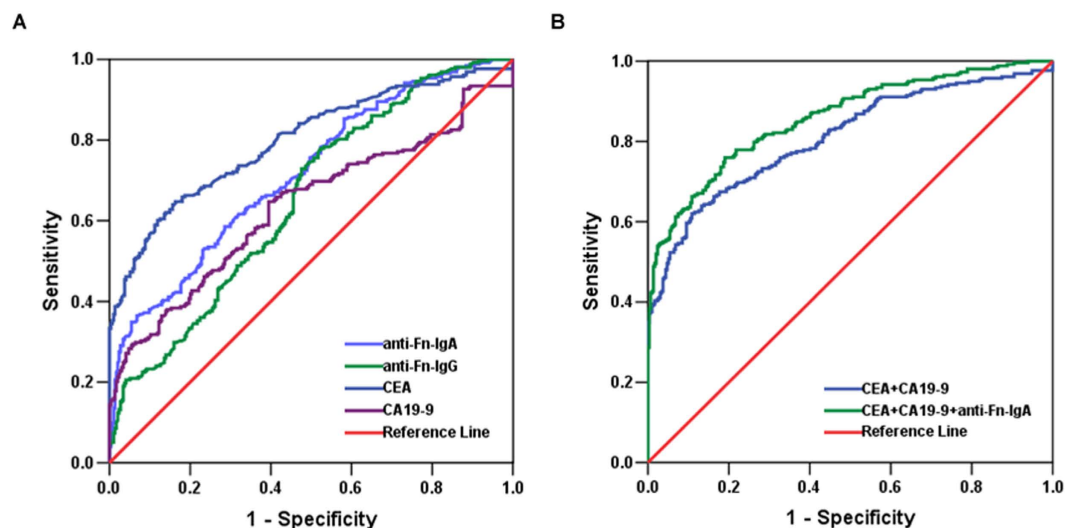 A
1.0
0.8
0.6
0.4
0.2
0.0
Sensitivity
0.0
0.2
0.4
0.6
0.8
1.0
1 - Specificity
anti-Fn-IgA
anti-Fn-IgG
CEA
CA19-9
Reference Line
B
1.0
0.8
0.6
0.4
0.2
0.0
Sensitivity
0.0
0.2
0.4
0.6
0.8
1.0
1 - Specificity
CEA+CA19-9
CEA+CA19-9+anti-Fn-IgA
Reference Line